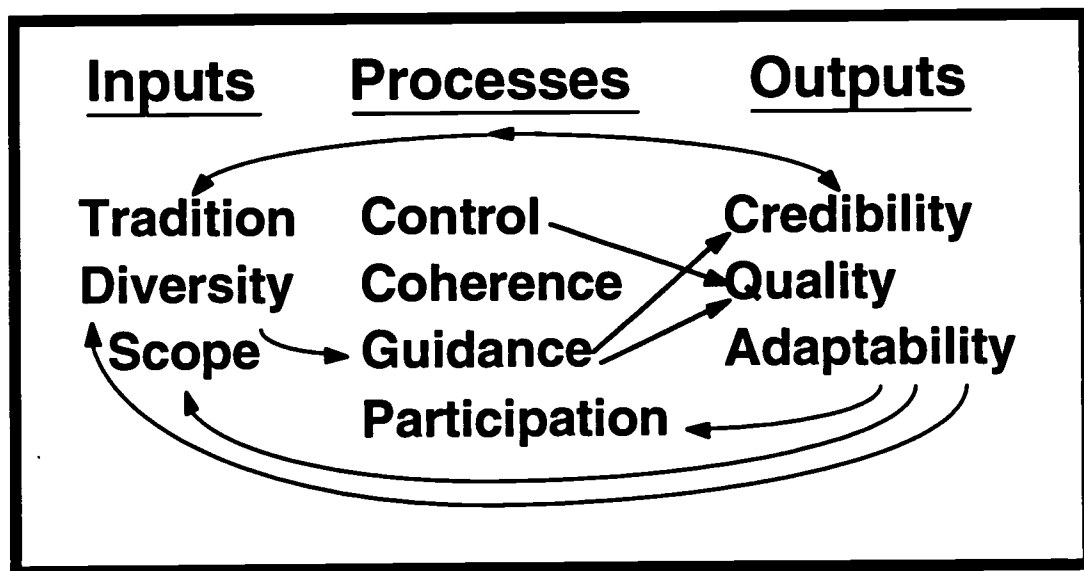 Inputs Processes Outputs
Tradition Control Credibility
Diversity Coherence Quality
Scope Guidance Adaptability
Participation